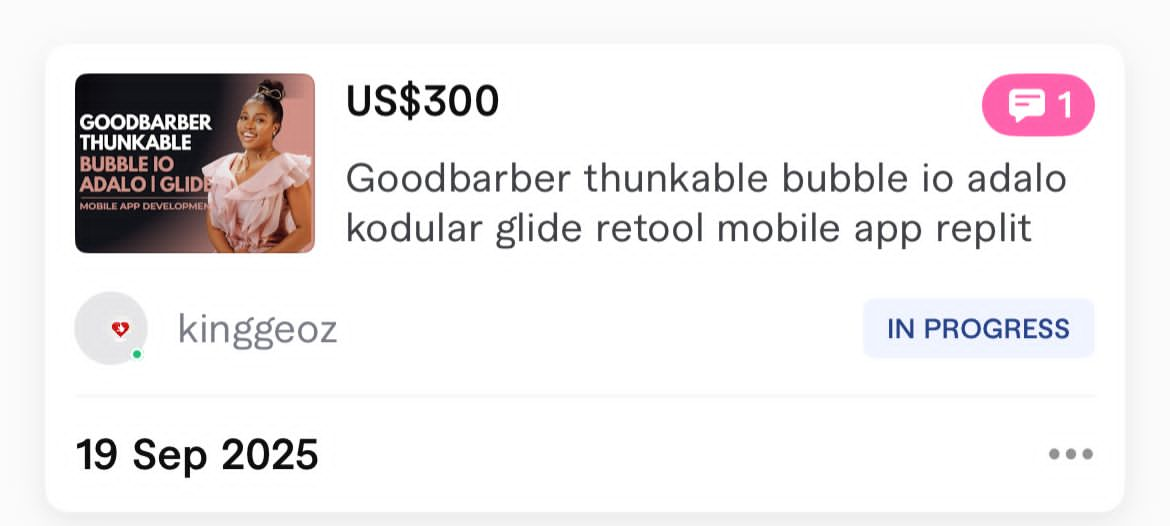 GOODBARBER
THUNKABLE
BUBBLE IO
ADALO | GLIDE
MOBILE APP DEVELOPMEN
US$300
1
Goodbarber thunkable bubble io adalo
kodular glide retool mobile app replit
kinggeoz
IN PROGRESS
19 Sep 2025